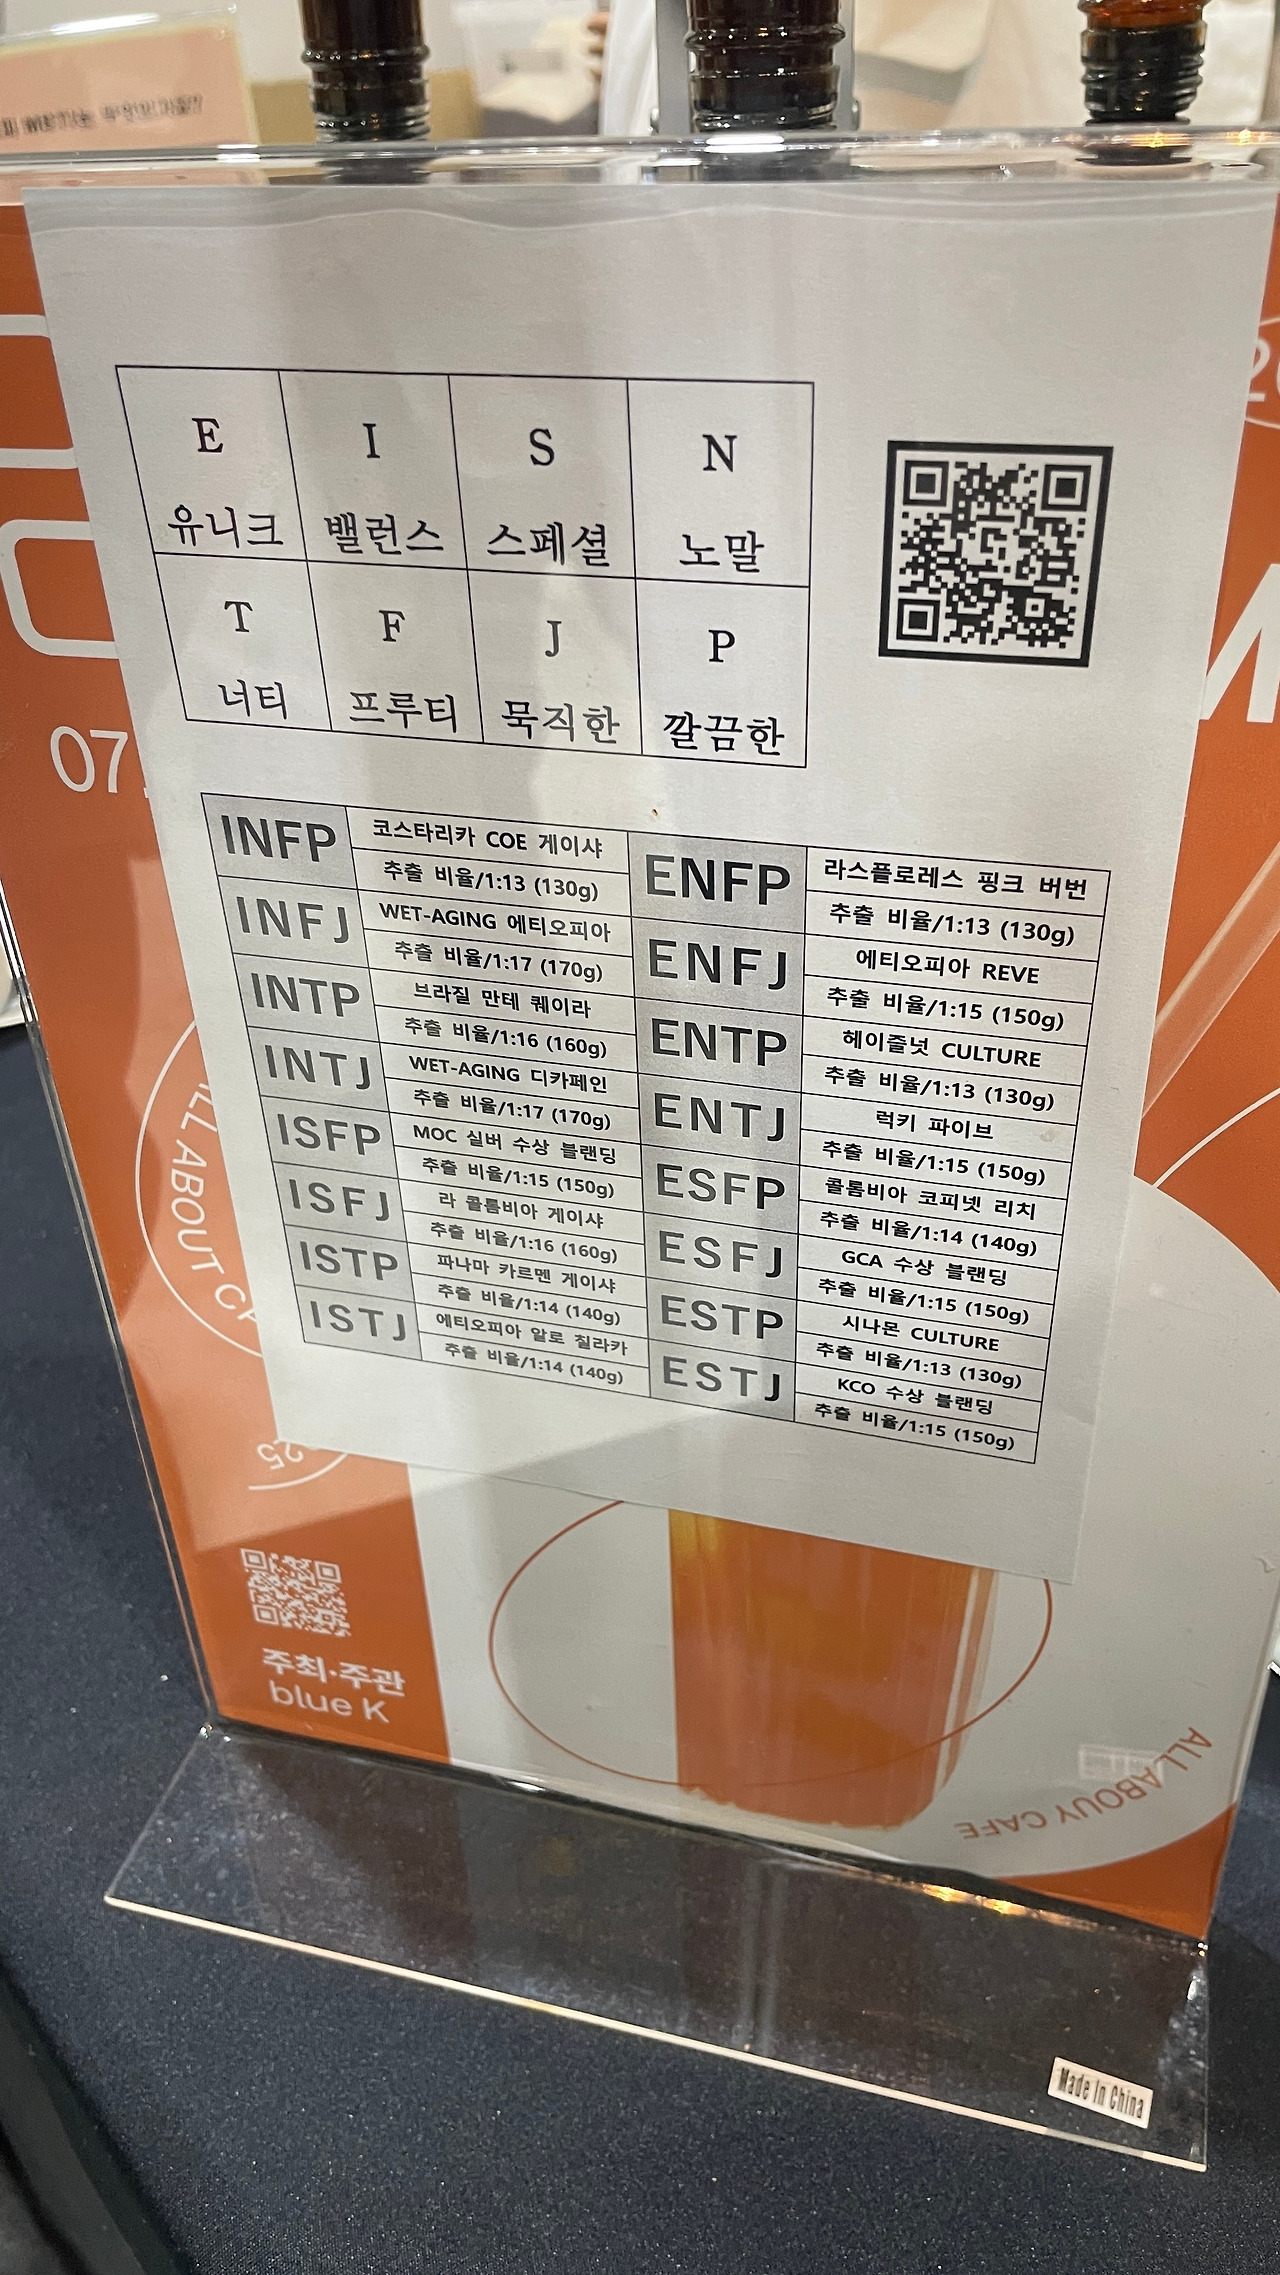 무엇인가요?
E I S N
유니크 밸런스 스페셜 노말
T F J P
너티 프루티 묵직한 깔끔한
INFP 코스타리카 COE 게이샤
추출 비율/1:13 (130g)
INFJ WET-AGING 에티오피아
추출 비율/1:17 (170g)
INTP 브라질 만테 퀘이라
추출 비율/1:16 (160g)
INTJ WET-AGING 디카페인
추출 비율/1:17 (170g)
ISFP MOC 실버 수상 블랜딩
추출 비율/1:15 (150g)
ISFJ 라 콜롬비아 게이샤
추출 비율/1:16 (160g)
ISTP 파나마 카르멘 게이샤
추출 비율/1:14 (140g)
ISTJ 에티오피아 알로 칠라카
추출 비율/1:14 (140g)
ENFP 라스플로레스 핑크 버번
추출 비율/1:13 (130g)
ENFJ 에티오피아 REVE
추출 비율/1:15 (150g)
ENTP 헤이즐넛 CULTURE
추출 비율/1:13 (130g)
ENTJ 럭키 파이브
추출 비율/1:15 (150g)
ESFP 콜롬비아 코피넷 리치
추출 비율/1:14 (140g)
ESFJ GCA 수상 블랜딩
추출 비율/1:15 (150g)
ESTP 시나몬 CULTURE
추출 비율/1:13 (130g)
ESTJ KCO 수상 블랜딩
추출 비율/1:15 (150g)
07.
ALL ABOUT
25
주최·주관
blue K
ALL ABOUY CAFE
Made In China